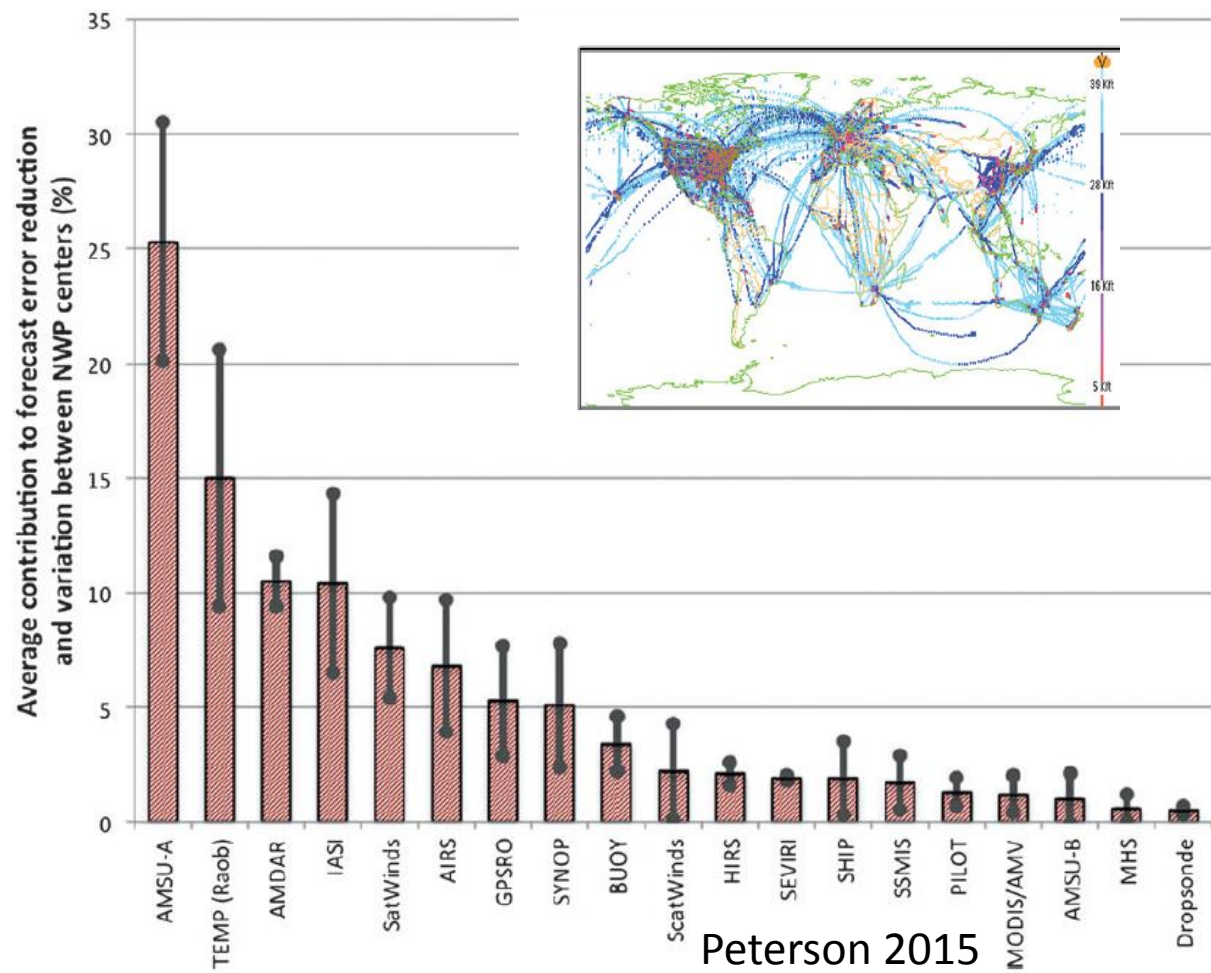 Average contribution to forecast error reduction
and variation between NWP centers (%)
35
30
25
20
15
10
5
0
V
39 Kft
28 Kft
16 Kft
5 Kft
AMSU-A
TEMP (Raob)
AMDAR
IASI
SatWinds
AIRS
GPSRO
SYNOP
BUOY
ScatWinds
HIRS
SEVIRI
SHIP
SSMIS
PILOT
MODIS/AMV
AMSU-B
MHS
Dropsonde
Peterson 2015